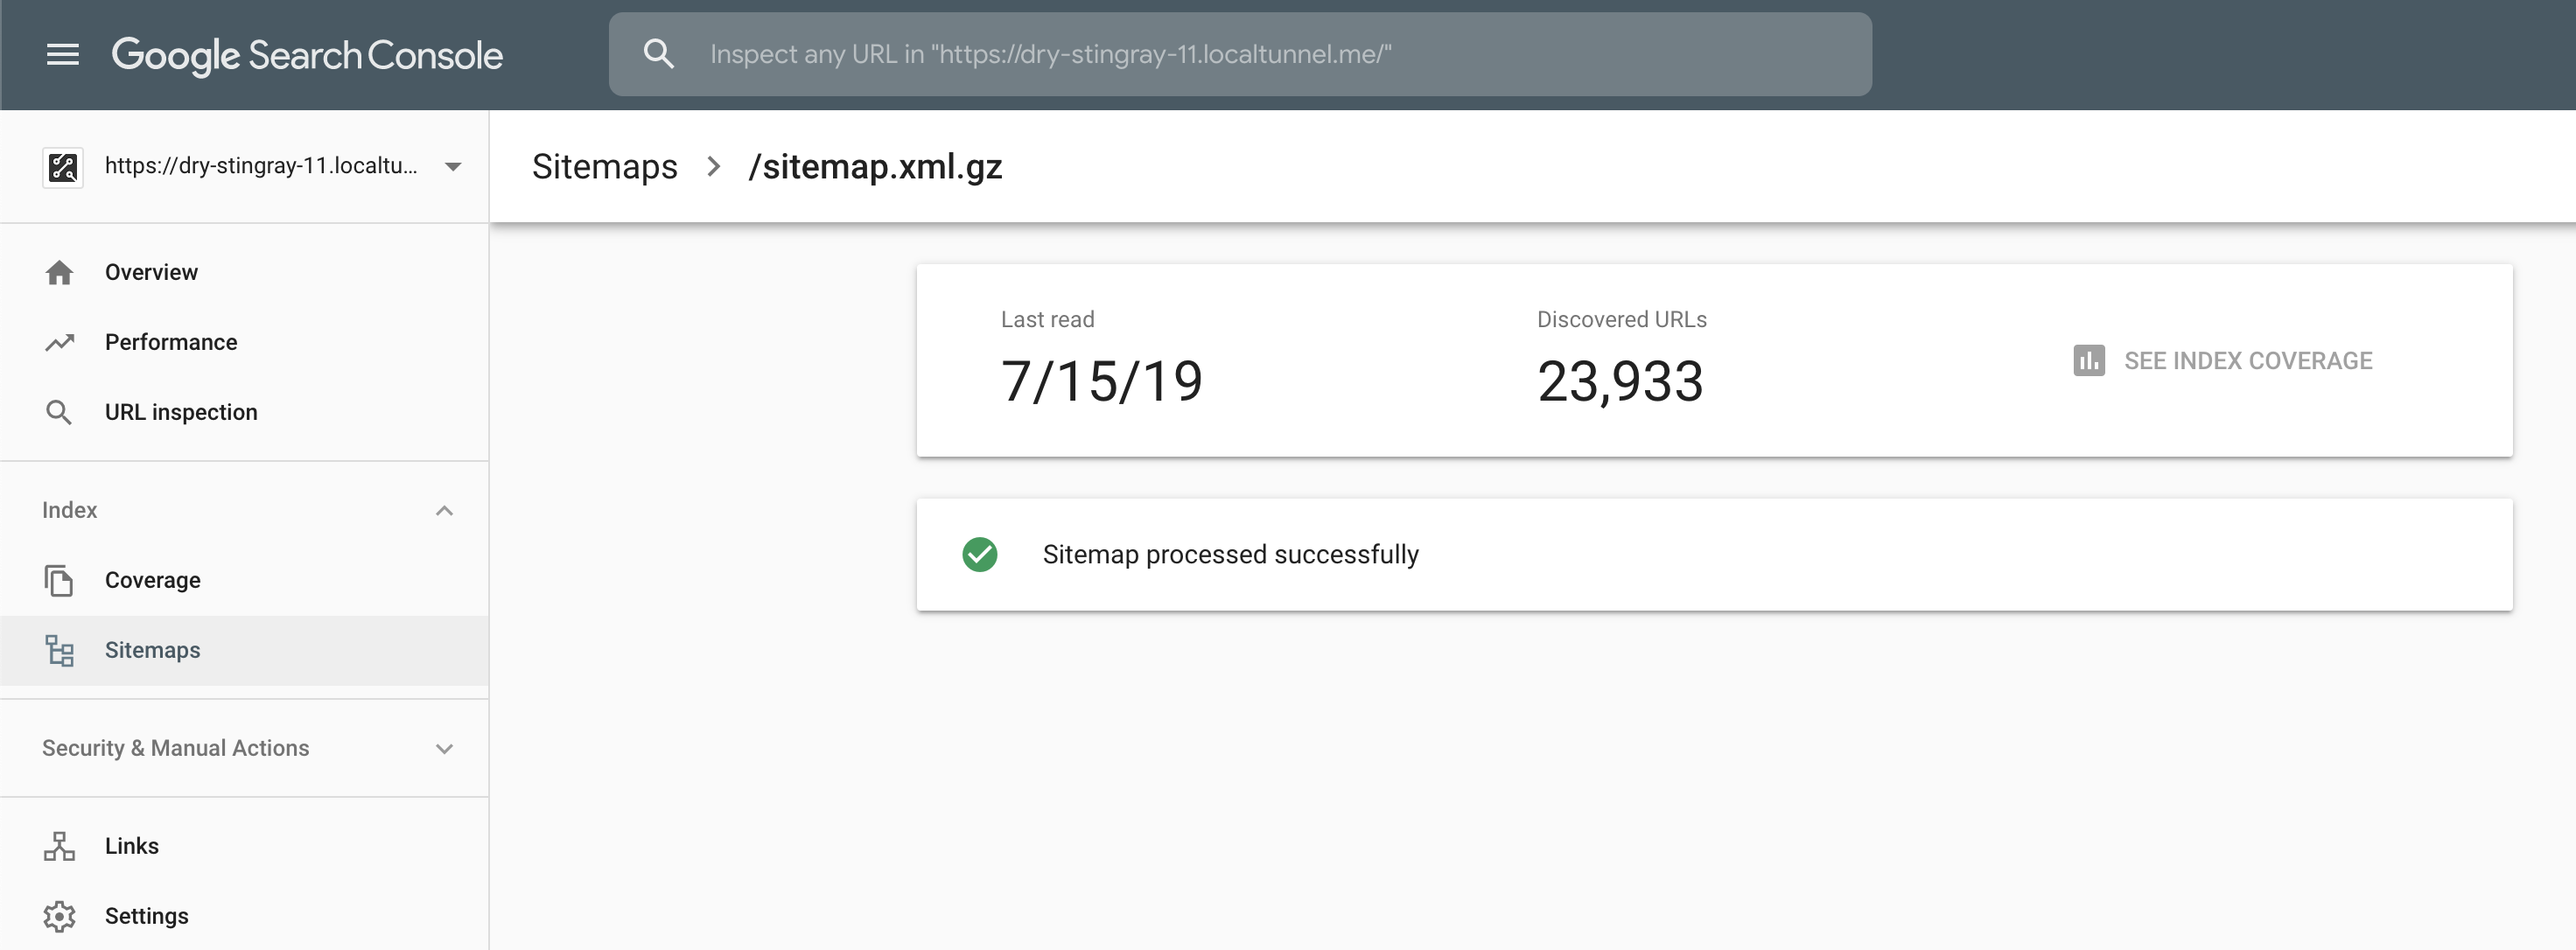 Google Search Console
Inspect any URL in "https://dry-stingray-11.localtunnel.me/"
https://dry-stingray-11.localtu...
Sitemaps > /sitemap.xml.gz
Overview
Performance
URL inspection
Index
Coverage
Sitemaps
Security & Manual Actions
Links
Settings
Last read
7/15/19
Discovered URLs
23,933
SEE INDEX COVERAGE
Sitemap processed successfully